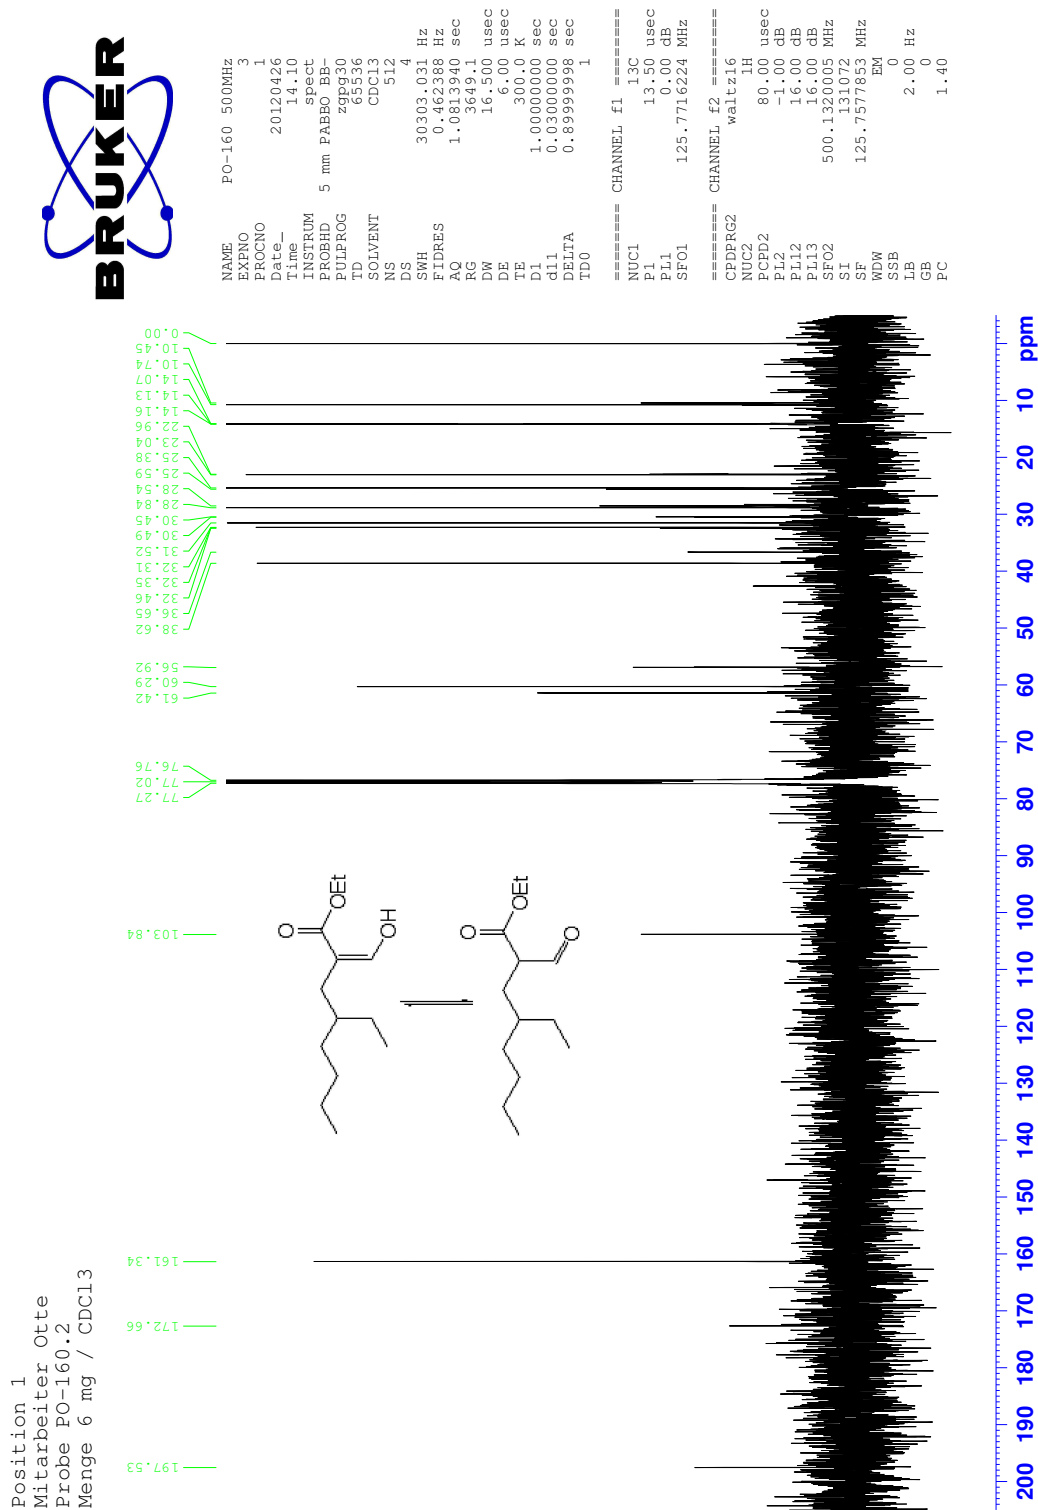 Position 1
Mitarbeiter Otte
Probe PO-160.2
Menge 6 mg / CDCl3
BRUKER
NAME PO-160 500MHz
EXPNO 3
PROCNO 1
Date_ 20120426
Time 14.10
INSTRUM spect
PROBHD 5 mm PABBO BB-
PULPROG zgpg30
TD 65536
SOLVENT CDCl3
NS 512
DS 4
SWH 30303.031 Hz
FIDRES 0.462388 Hz
AQ 1.0813940 sec
RG 3649.1
DW 16.500 usec
DE 6.00 usec
TE 300.0 K
D1 1.00000000 sec
d11 0.03000000 sec
DELTA 0.89999998 sec
TD0 1
======== CHANNEL f1 ========
NUC1 13C
P1 13.50 usec
PL1 0.00 dB
SFO1 125.7716224 MHz
======== CHANNEL f2 ========
CPDPRG2 waltz16
NUC2 1H
PCPD2 80.00 usec
PL2 -1.00 dB
PL12 16.00 dB
PL13 16.00 dB
SFO2 500.1320005 MHz
SI 131072
SF 125.7577853 MHz
WDW EM
SSB 0
LB 2.00 Hz
GB 0
PC 1.40
197.53
172.66
161.34
103.84
77.27
77.02
76.76
61.42
60.29
56.92
38.62
36.65
32.46
32.35
32.31
31.52
30.49
30.45
28.84
28.54
25.59
25.38
23.04
22.96
14.16
14.13
14.07
10.74
10.45
0.00
O
OEt
OH
O
OEt
O
200 190 180 170 160 150 140 130 120 110 100 90 80 70 60 50 40 30 20 10 ppm